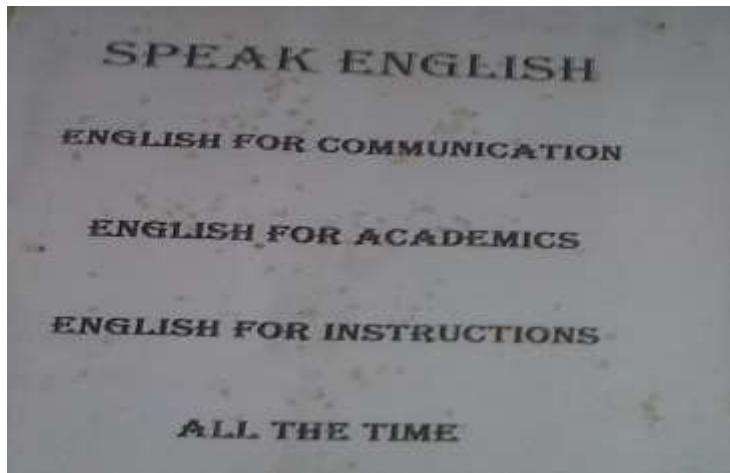 SPEAK ENGLISH
ENGLISH FOR COMMUNICATION
ENGLISH FOR ACADEMICS
ENGLISH FOR INSTRUCTIONS
ALL THE TIME